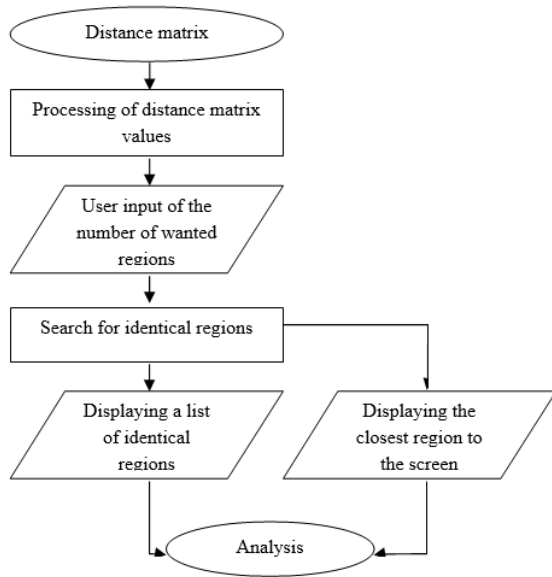 Distance matrix
Processing of distance matrix
values
User input of the
number of wanted
regions
Search for identical regions
Displaying a list
of identical
regions
Displaying the
closest region to
the screen
Analysis